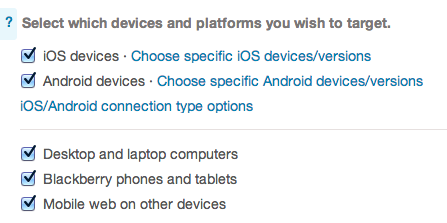 ? Select which devices and platforms you wish to target.
iOS devices · Choose specific iOS devices/versions
Android devices · Choose specific Android devices/versions
iOS/Android connection type options
Desktop and laptop computers
Blackberry phones and tablets
Mobile web on other devices